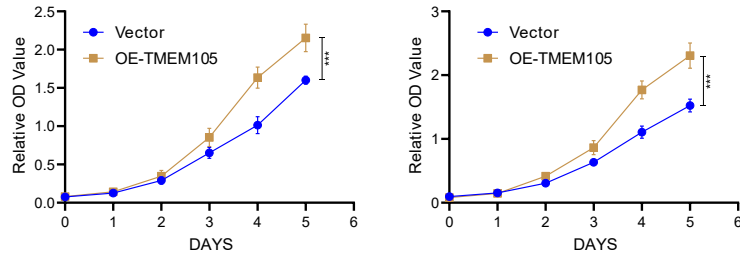 2.5
2.0
1.5
1.0
0.5
0.0
Relative OD Value
Vector
OE-TMEM105
***
0 1 2 3 4 5 6
DAYS
3
2
1
0
Relative OD Value
Vector
OE-TMEM105
***
0 1 2 3 4 5 6
DAYS